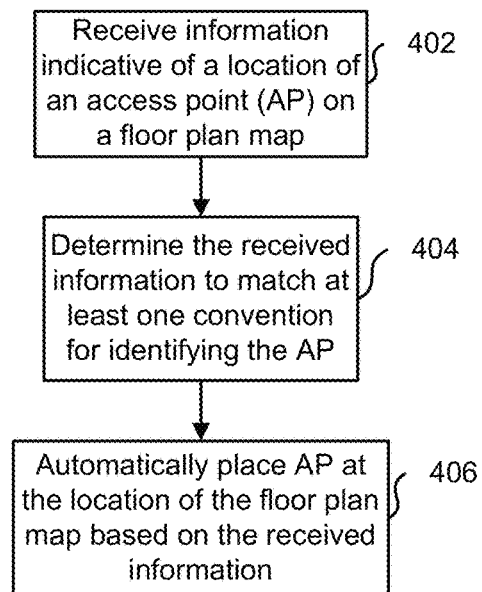 Receive information
indicative of a location of
an access point (AP) on
a floor plan map
402
Determine the received
information to match at
least one convention
for identifying the AP
404
Automatically place AP at
the location of the floor plan
map based on the received
information
406